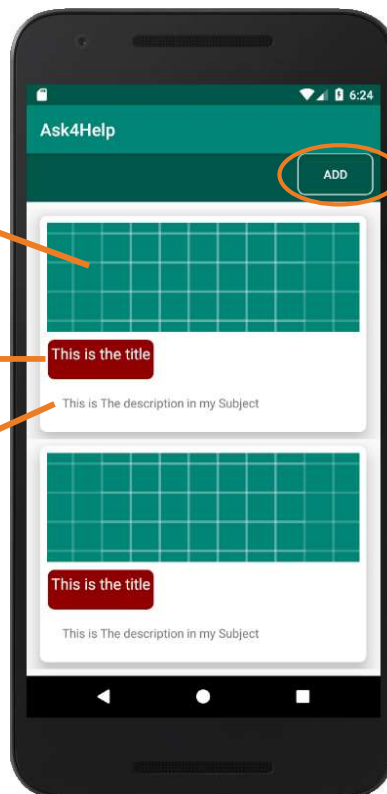 6:24
Ask4Help
ADD
This is the title
This is The description in my Subject
This is the title
This is The description in my Subject